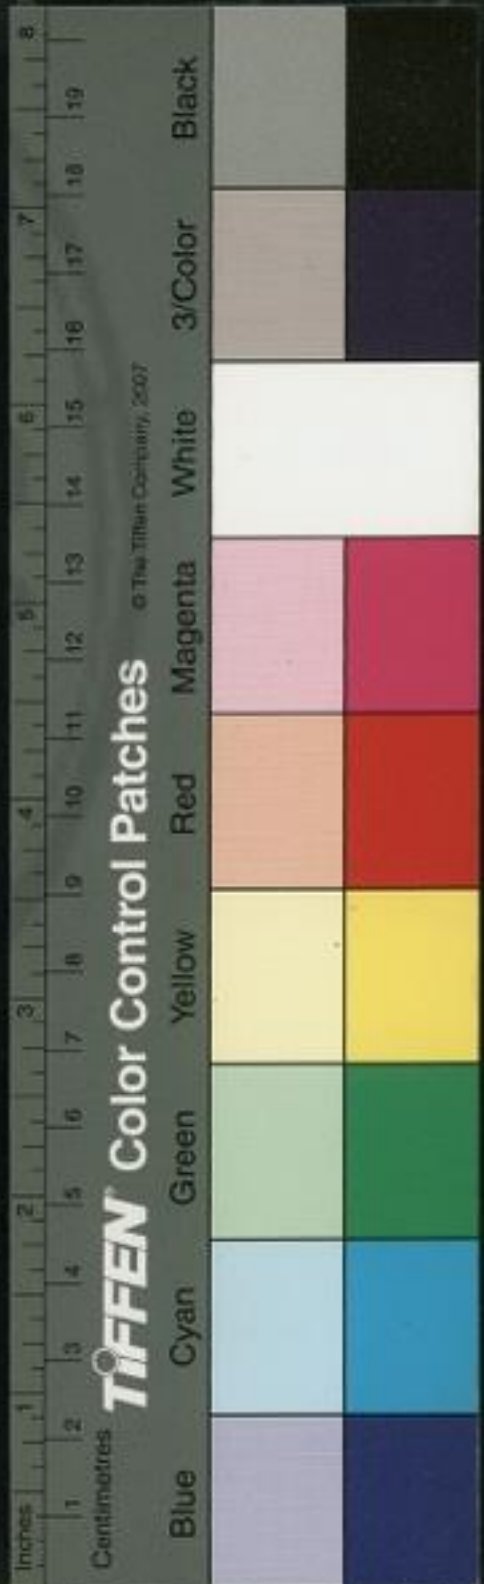 Inches 1 2 3 4 5 6 7 8
Centimetres 1 2 3 4 5 6 7 8 9 10 11 12 13 14 15 16 17 18 19
TIFFEN® Color Control Patches © The Tiffen Company, 2007
Blue Cyan Green Yellow Red Magenta White 3/Color Black